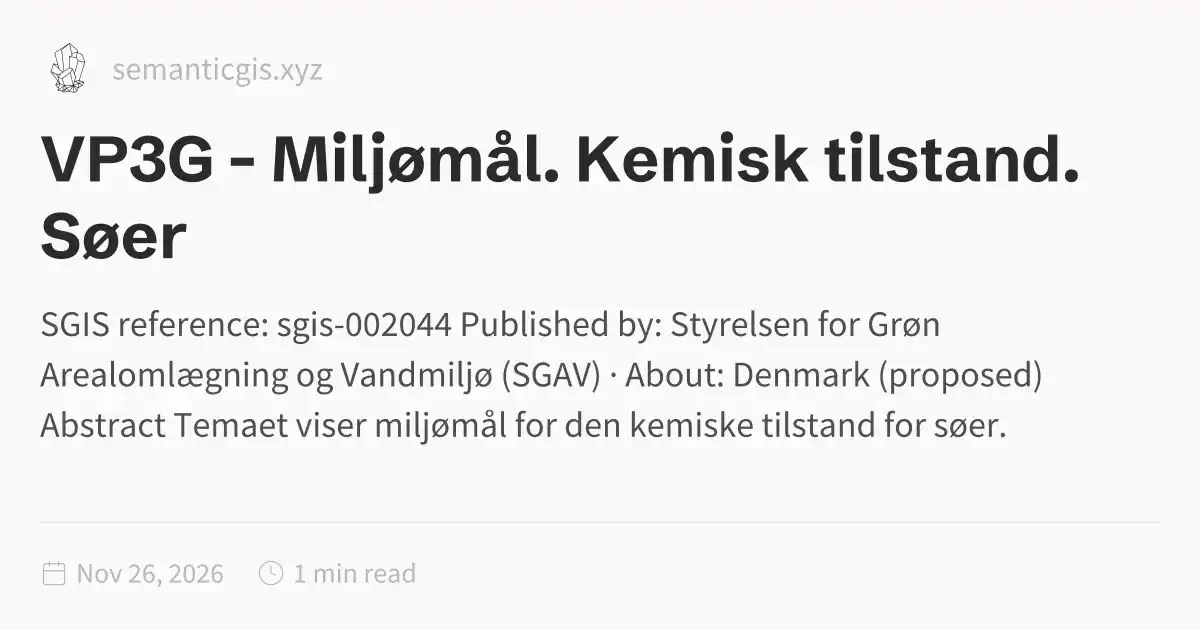 semanticgis.xyz
VP3G - Miljømål. Kemisk tilstand.
Søer
SGIS reference: sgis-002044 Published by: Styrelsen for Grøn
Arealomlægning og Vandmiljø (SGAV) · About: Denmark (proposed)
Abstract Temaet viser miljømål for den kemiske tilstand for søer.
Nov 26, 2026 1 min read